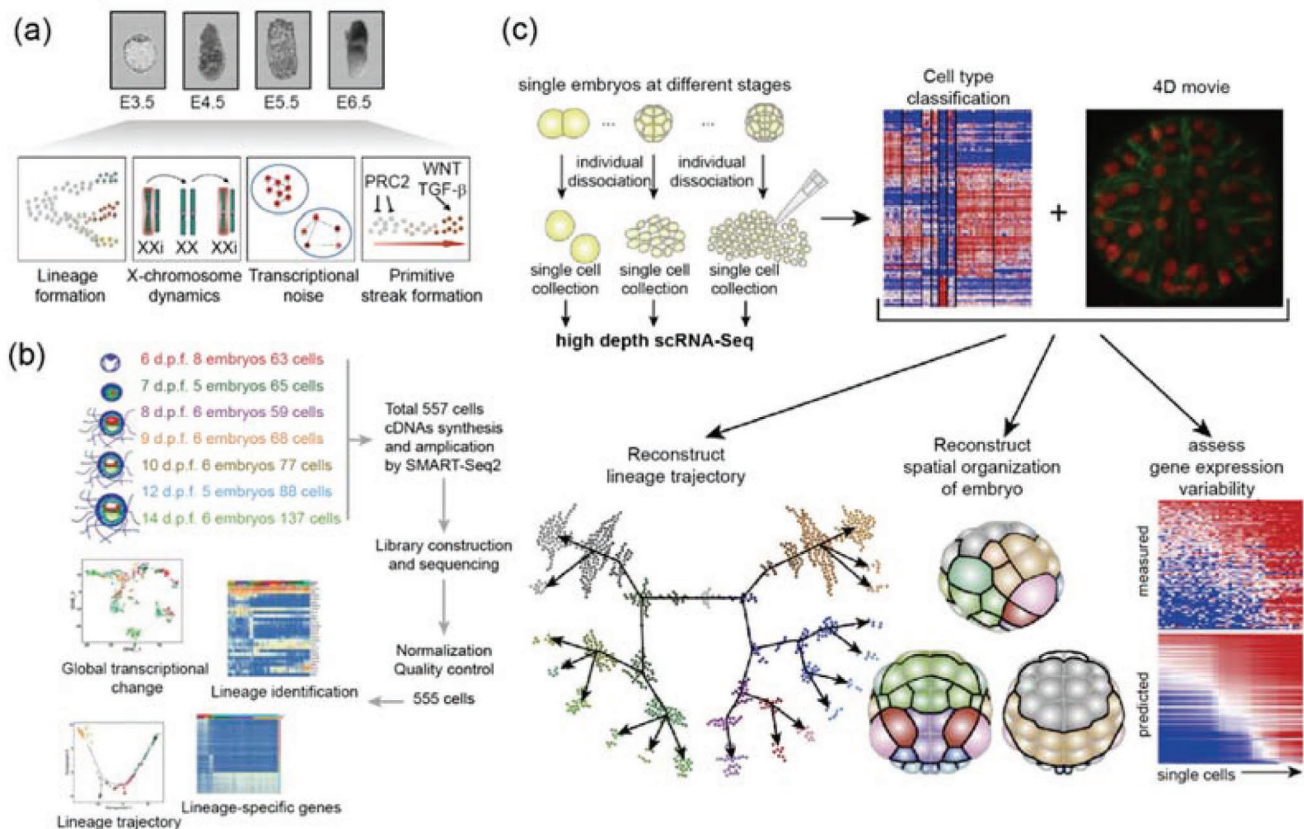 (a)
E3.5 E4.5 E5.5 E6.5
PRC2
WNT
TGF-β
XXi XX XXi
Lineage
formation
X-chromosome
dynamics
Transcriptional
noise
Primitive
streak formation
(b)
6 d.p.f. 8 embryos 63 cells
7 d.p.f. 5 embryos 65 cells
8 d.p.f. 6 embryos 59 cells
9 d.p.f. 6 embryos 68 cells
10 d.p.f. 6 embryos 77 cells
12 d.p.f. 5 embryos 88 cells
14 d.p.f. 6 embryos 137 cells
Total 557 cells
cDNAs synthesis
and amplication
by SMART-Seq2
Library construction
and sequencing
Normalization
Quality control
555 cells
Global transcriptional
change
Lineage identification
Lineage trajectory
Lineage-specific genes
(c)
single embryos at different stages
... ...
individual
dissociation
individual
dissociation
single cell
collection
single cell
collection
single cell
collection
high depth scRNA-Seq
Cell type
classification
+
4D movie
Reconstruct
lineage trajectory
Reconstruct
spatial organization
of embryo
assess
gene expression
variability
measured
predicted
single cells